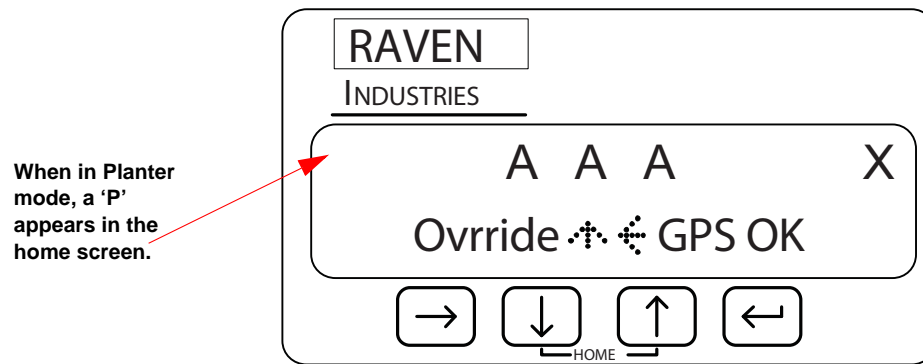 RAVEN
INDUSTRIES
When in Planter
mode, a ‘P’
appears in the
home screen.
A A A X
Ovrride GPS OK
HOME